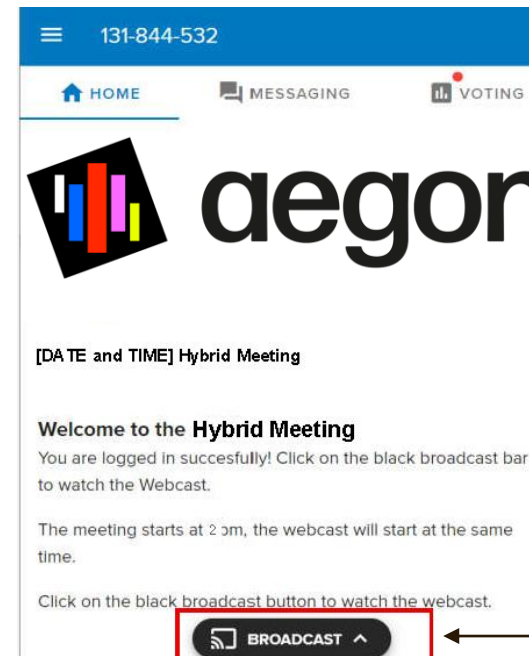 131-844-532
HOME MESSAGING VOTING
aegon
[DATE and TIME] Hybrid Meeting
Welcome to the Hybrid Meeting
You are logged in succesfully! Click on the black broadcast bar
to watch the Webcast.
The meeting starts at 2 pm, the webcast will start at the same
time.
Click on the black broadcast button to watch the webcast.
BROADCAST